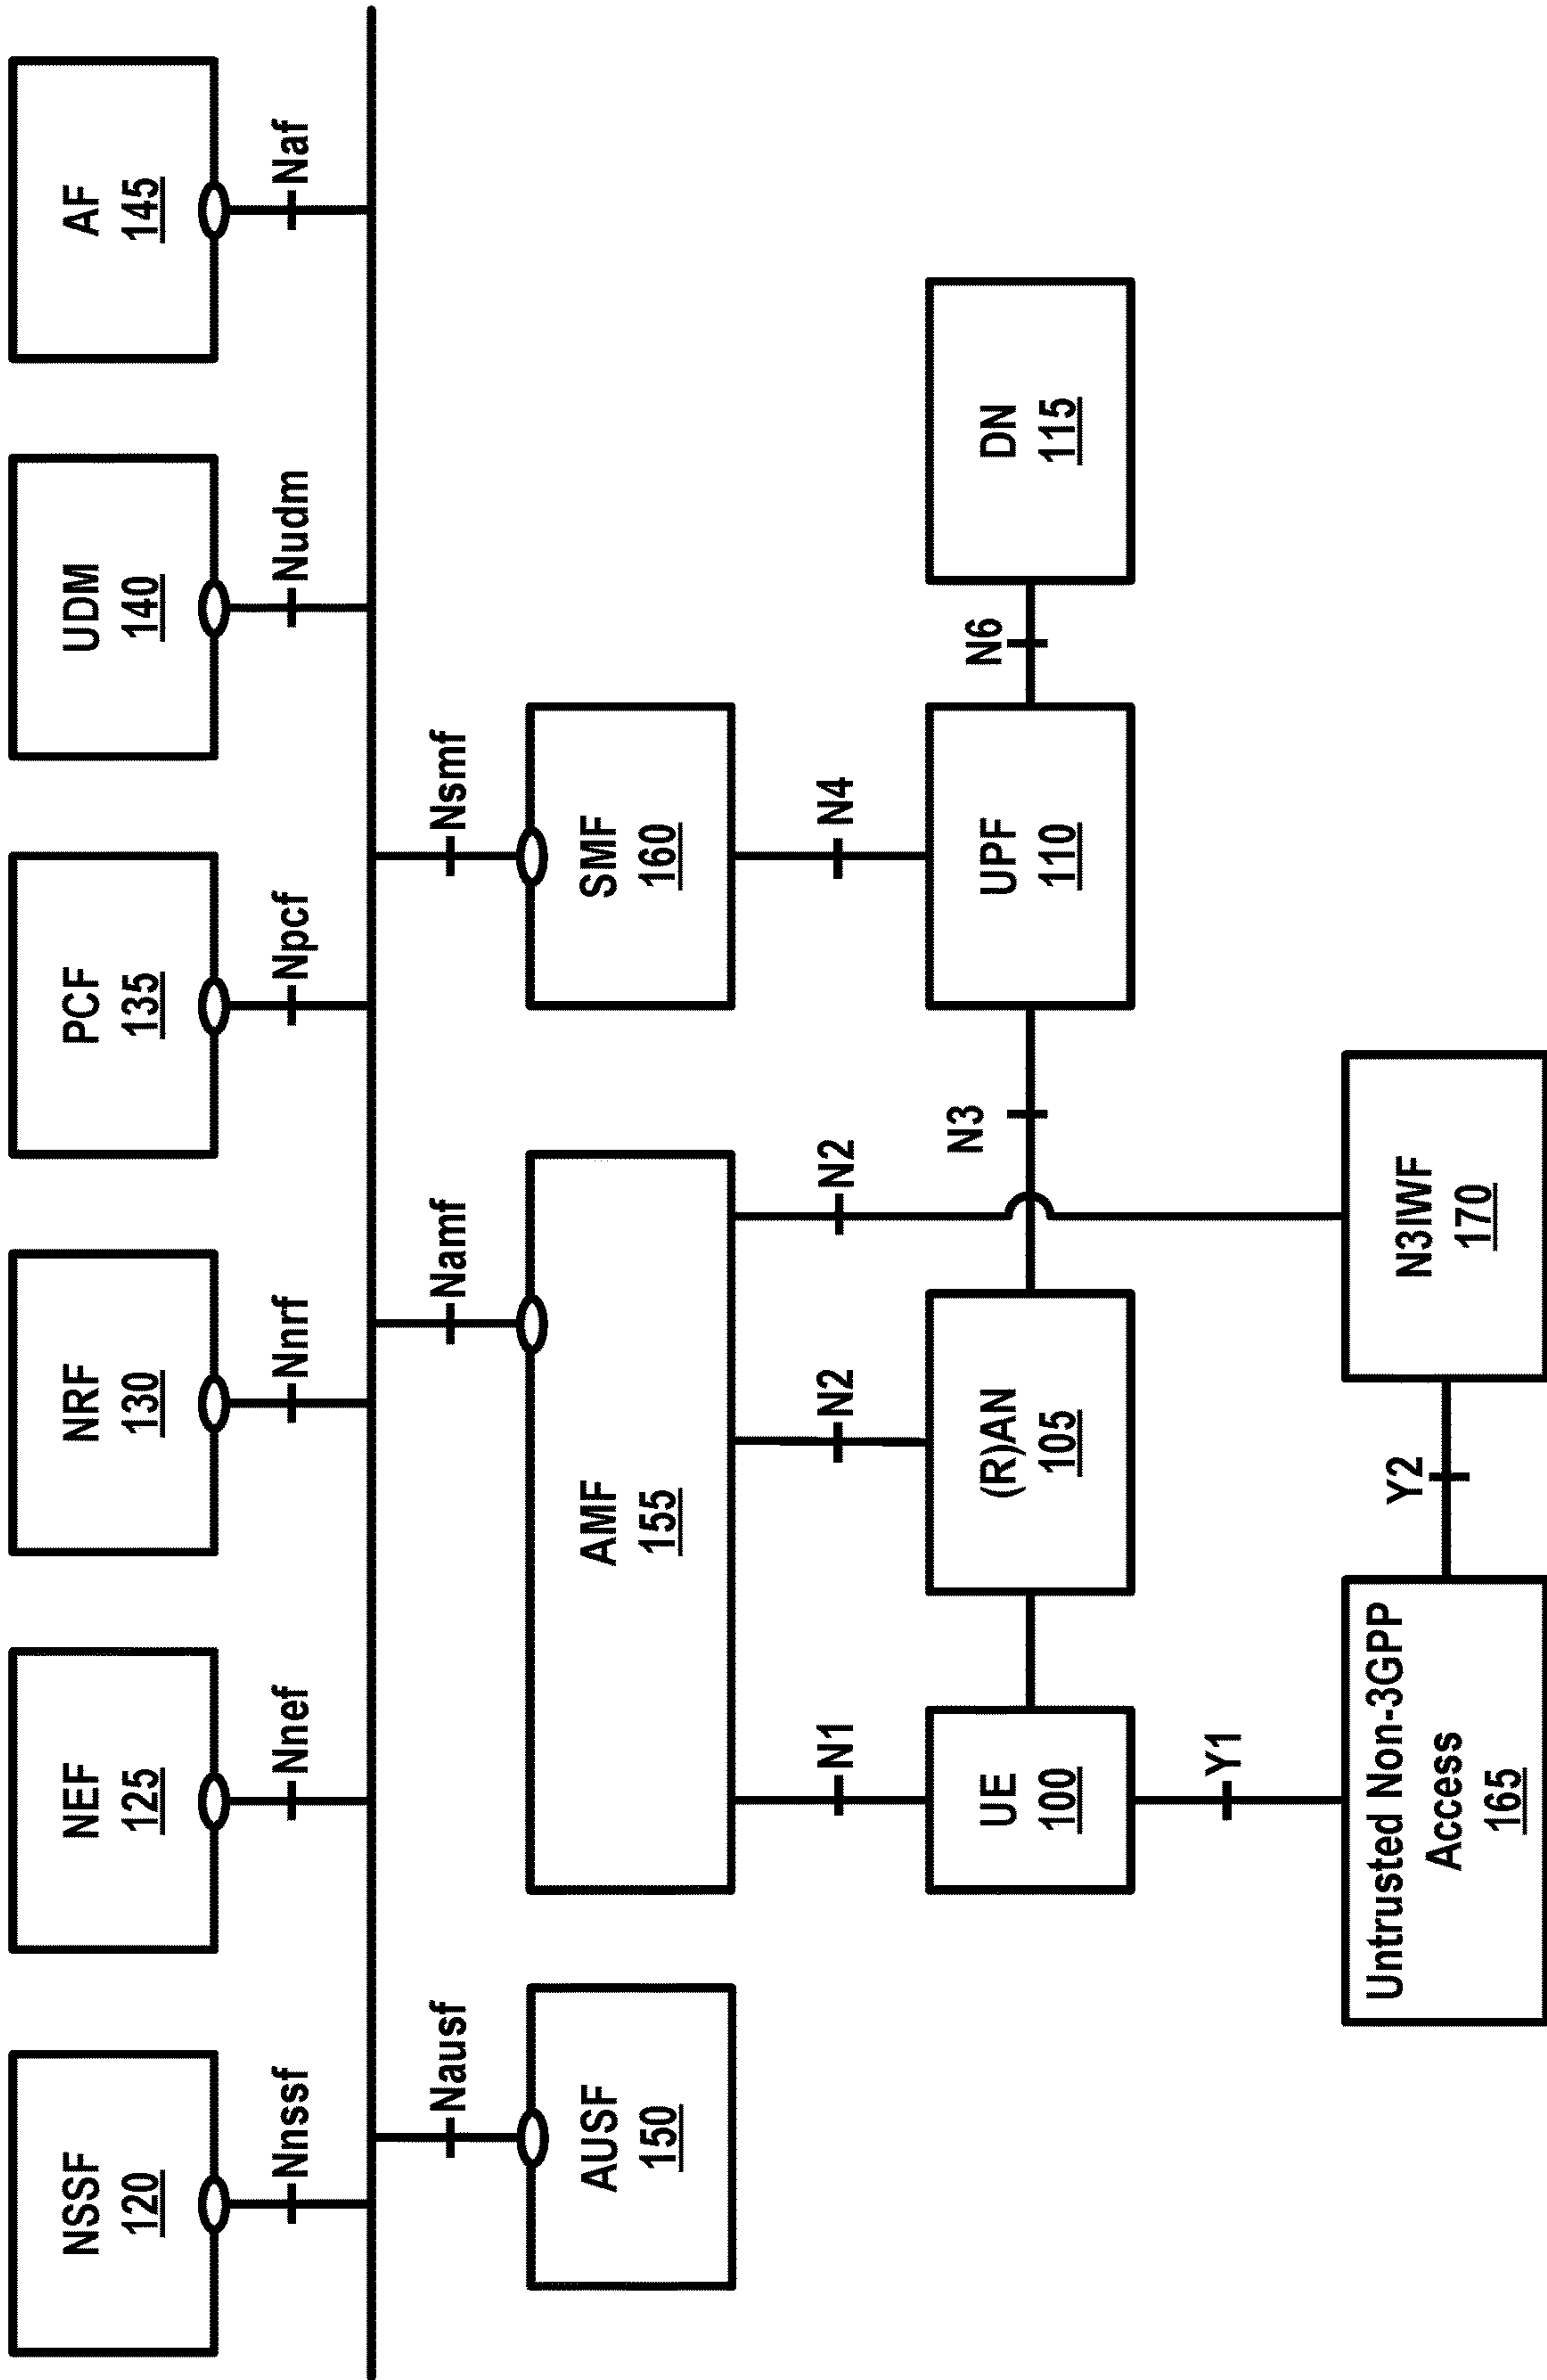 NSSF
120
NEF
125
NRF
130
PCF
135
UDM
140
AF
145
Nnssf
Nnef
Nnrf
Npcf
Nudm
Naf
Nausf
Namf
Nsmf
AUSF
150
AMF
155
SMF
160
N1
N2
N2
N4
UE
100
(R)AN
105
N3
UPF
110
N6
DN
115
Y1
Untrusted Non-3GPP
Access
165
Y2
N3IWF
170